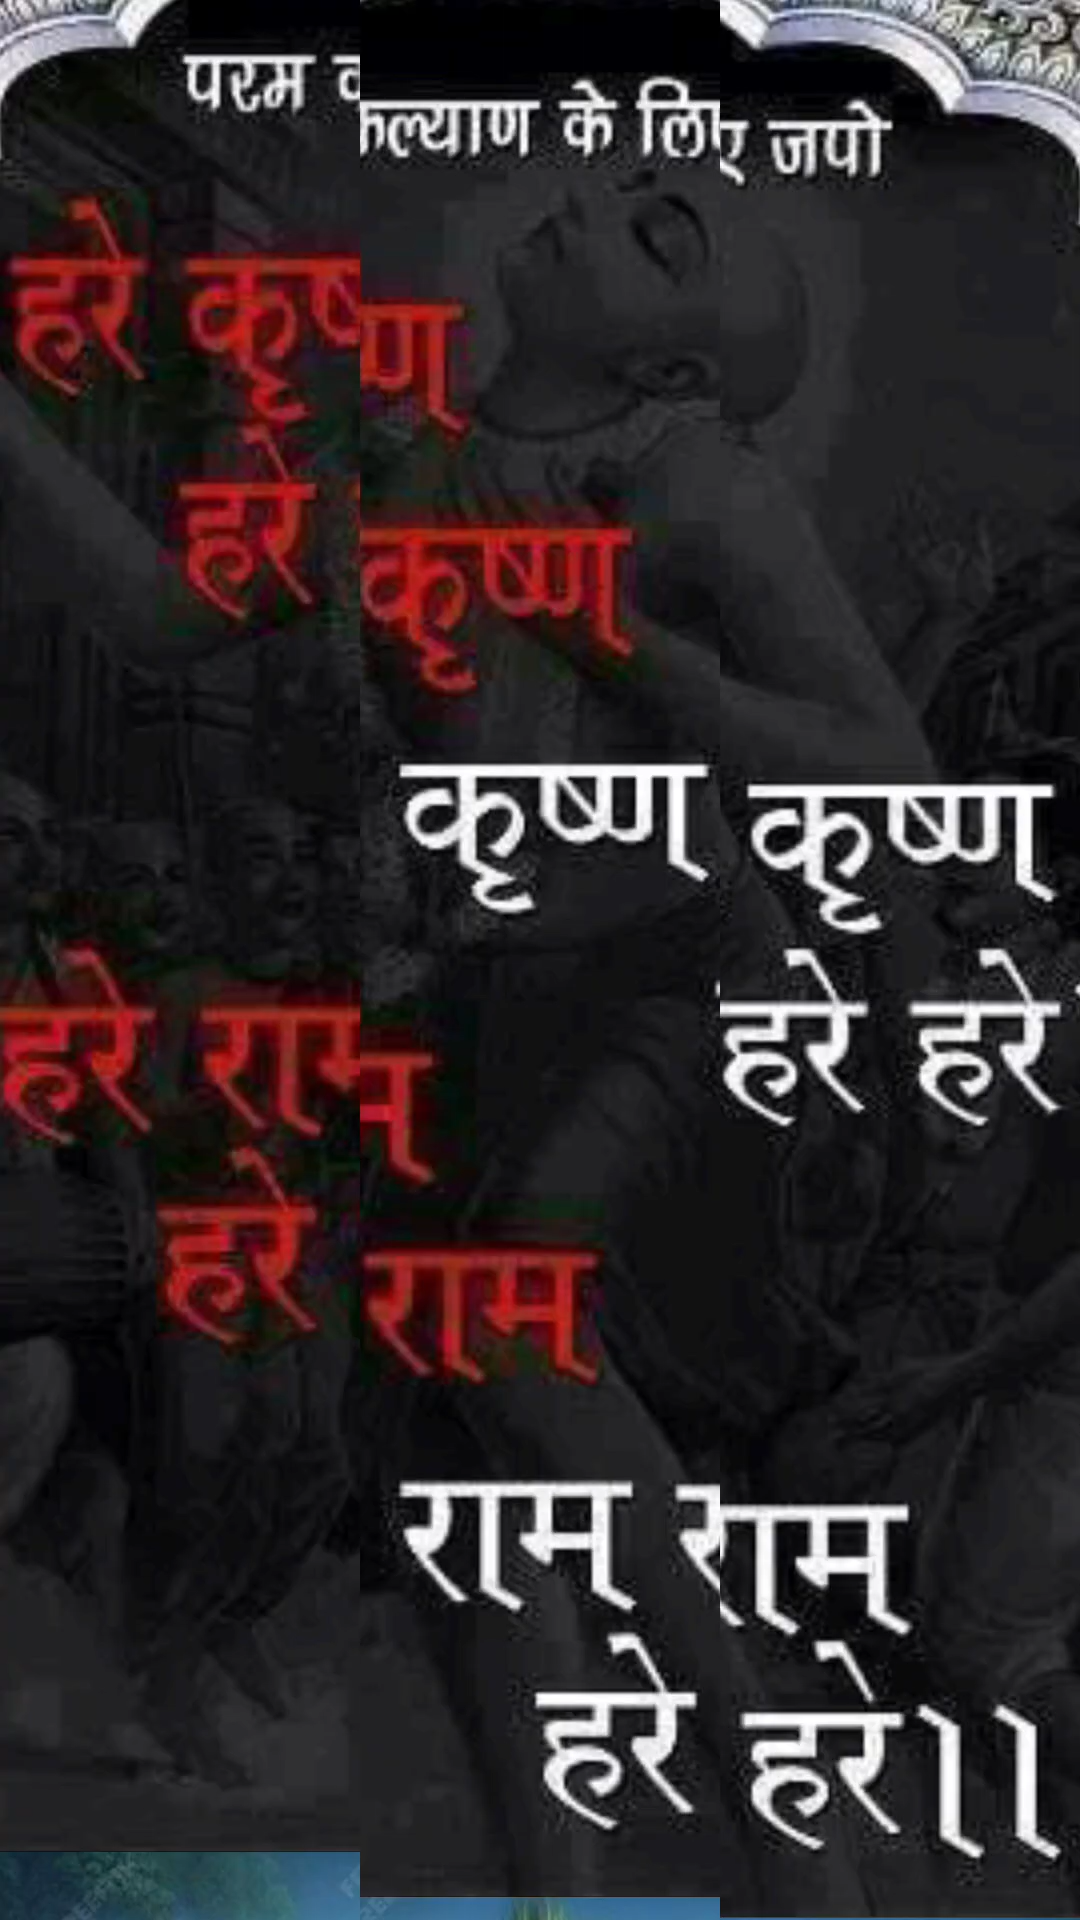 परम कल्याण के लिए जपो
हरे कृष्ण
हरे कृष्ण
कृष्ण कृष्ण
हरे हरे
हरे राम
हरे राम
राम राम
हरे हरे।।